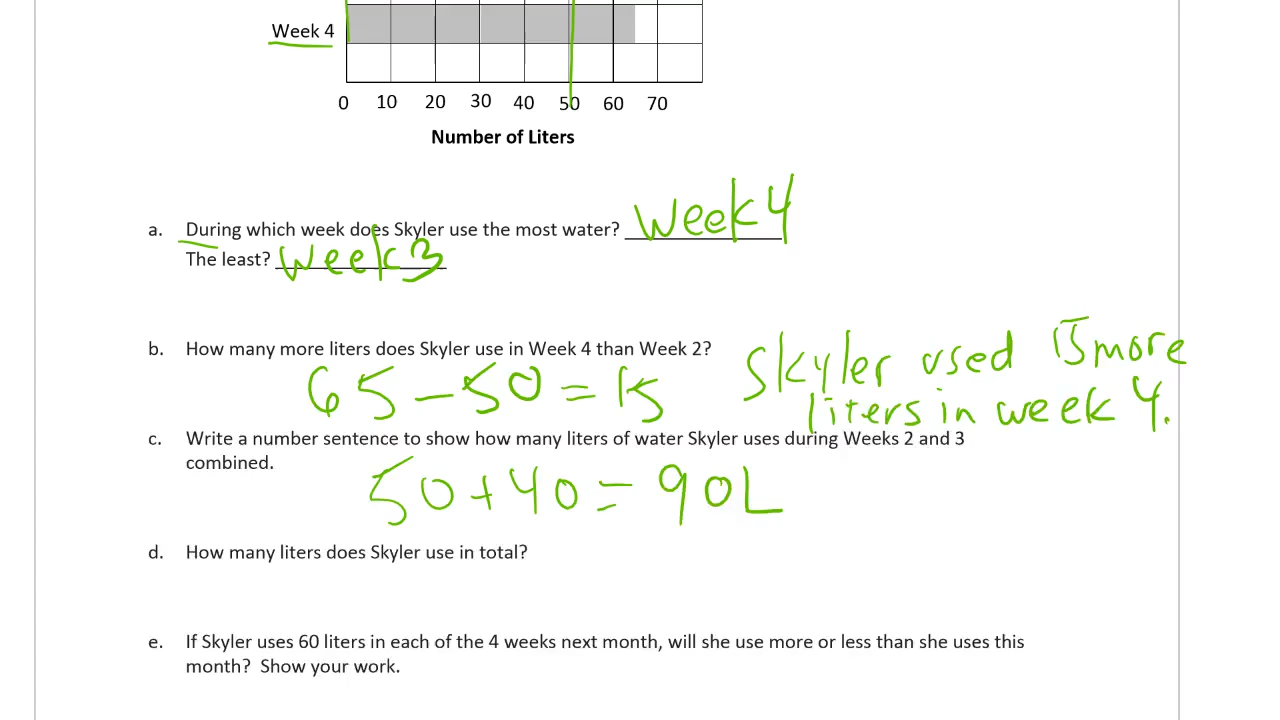 Week 4
0 10 20 30 40 50 60 70
Number of Liters
a. During which week does Skyler use the most water? Week 4
The least? Week 3
b. How many more liters does Skyler use in Week 4 than Week 2?
Skyler used 15 more
65 - 50 = 15
liters in week 4.
c. Write a number sentence to show how many liters of water Skyler uses during Weeks 2 and 3
combined.
50 + 40 = 90L
d. How many liters does Skyler use in total?
e. If Skyler uses 60 liters in each of the 4 weeks next month, will she use more or less than she uses this
month? Show your work.